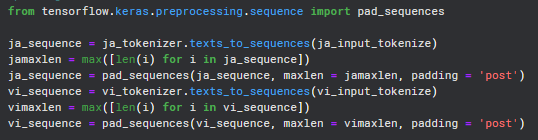 from tensorflow.keras.preprocessing.sequence import pad_sequences

ja_sequence = ja_tokenizer.texts_to_sequences(ja_input_tokenize)
jamaxlen = max([len(i) for i in ja_sequence])
ja_sequence = pad_sequences(ja_sequence, maxlen = jamaxlen, padding = 'post')
vi_sequence = vi_tokenizer.texts_to_sequences(vi_input_tokenize)
vimaxlen = max([len(i) for i in vi_sequence])
vi_sequence = pad_sequences(vi_sequence, maxlen = vimaxlen, padding = 'post')